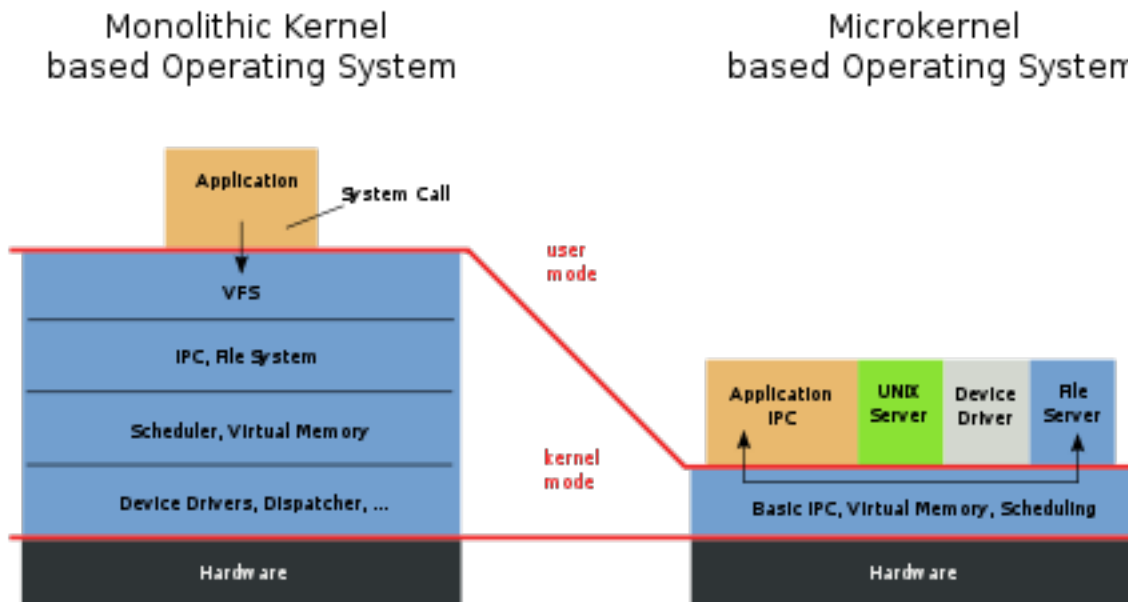 Monolithic Kernel
based Operating System
Microkernel
based Operating System
Application
System Call
user
mode
VFS
IPC, File System
Scheduler, Virtual Memory
Device Drivers, Dispatcher, ...
Hardware
kernel
mode
Application
IPC
UNIX
Server
Device
Driver
File
Server
Basic IPC, Virtual Memory, Scheduling
Hardware